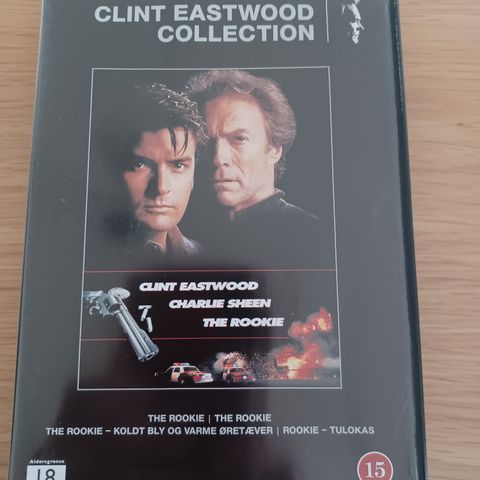 CLINT EASTWOOD
COLLECTION
CLINT EASTWOOD
CHARLIE SHEEN
THE ROOKIE
THE ROOKIE | THE ROOKIE
THE ROOKIE – KOLDT BLY OG VARME ØRETÆVER | ROOKIE – TULOKAS
Aldersgrense
18
15